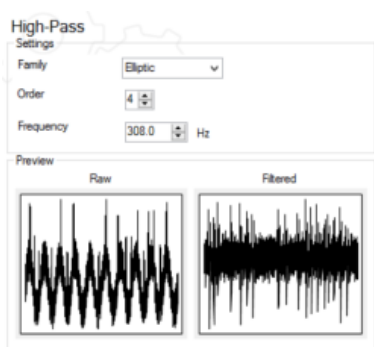 High-Pass
Settings
Family Elliptic
Order 4
Frequency 308.0 Hz
Preview
Raw Filtered